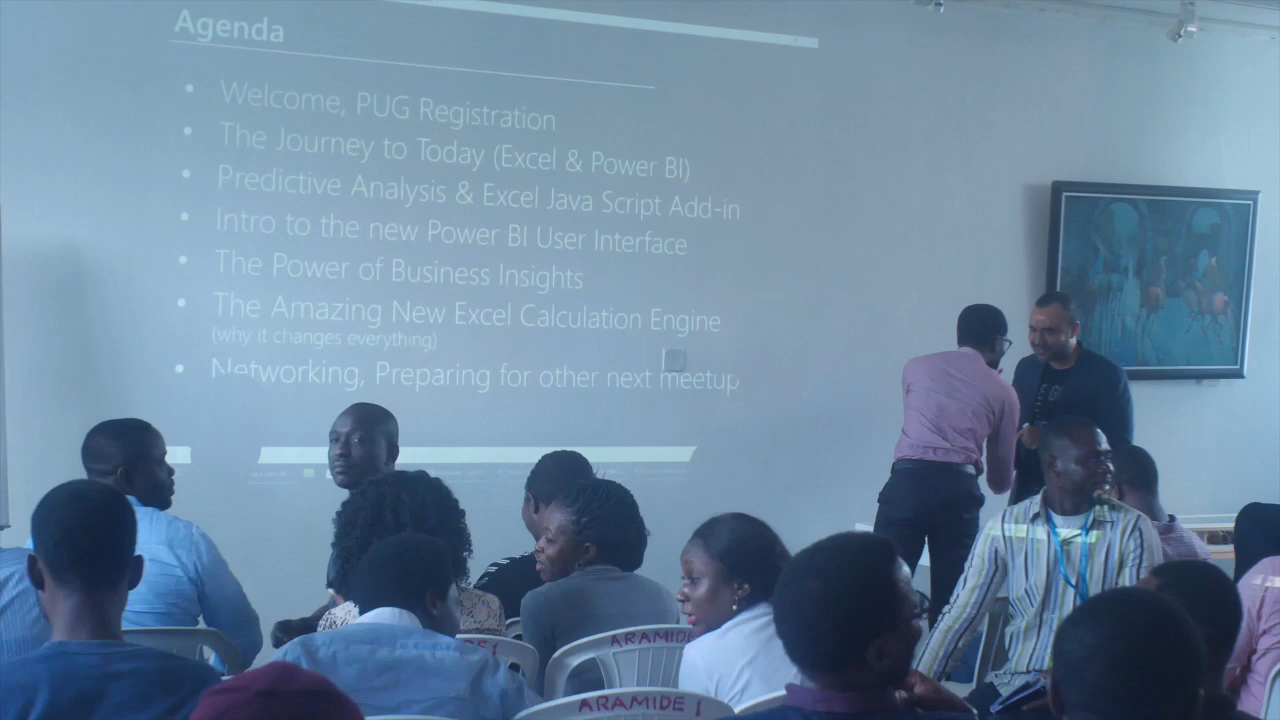 Agenda
• Welcome, PUG Registration
• The Journey to Today (Excel & Power BI)
• Predictive Analysis & Excel Java Script Add-in
• Intro to the new Power BI User Interface
• The Power of Business Insights
• The Amazing New Excel Calculation Engine
(why it changes everything)
• Networking, Preparing for other next meetup
ARAMIDE
ARAMIDE 1